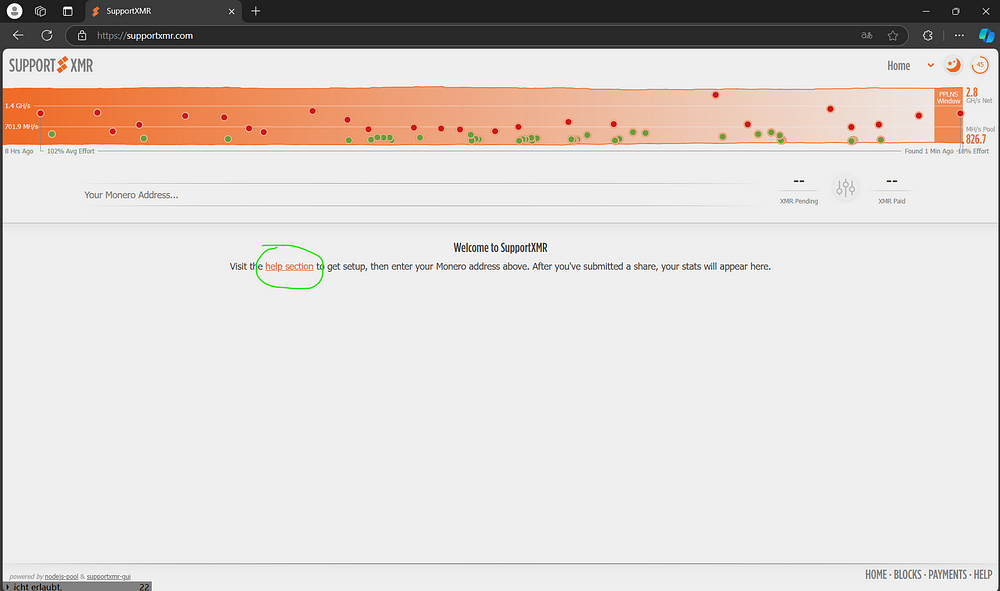 SupportXMR
https://supportxmr.com
SUPPORT XMR
Home
45
1.4 GH/s
701.9 MH/s
PPLNS
Window
2.8
GH/s Net
MH/s Pool
826.7
8 Hrs Ago
102% Avg Effort
Found 1 Min Ago
18% Effort
Your Monero Address...
--
XMR Pending
--
XMR Paid
Welcome to SupportXMR
Visit the help section to get setup, then enter your Monero address above. After you've submitted a share, your stats will appear here.
powered by nodejs-pool & supportxmr-gui
HOME · BLOCKS · PAYMENTS · HELP
icht erlaubt. 22